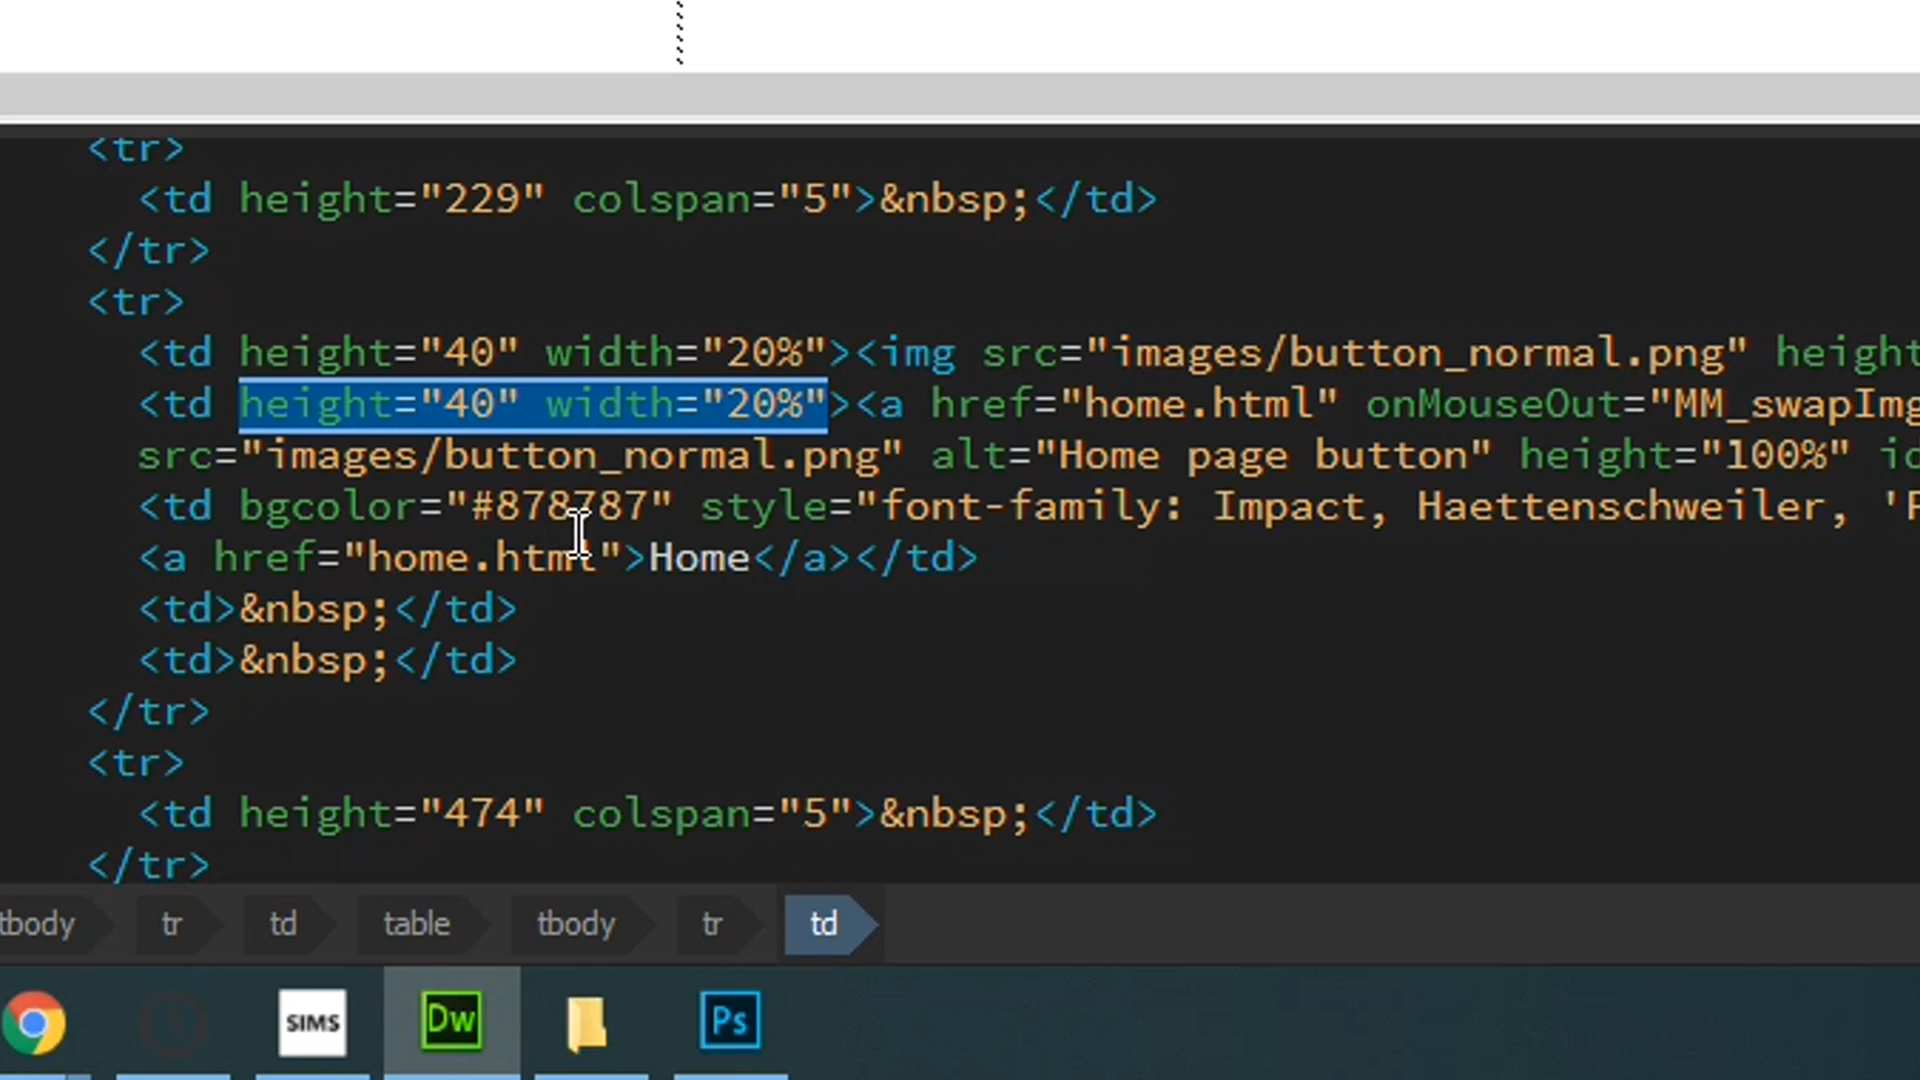 <tr>
<td height="229" colspan="5">&nbsp;</td>
</tr>
<tr>
<td height="40" width="20%"><img src="images/button_normal.png" height
<td height="40" width="20%"><a href="home.html" onMouseOut="MM_swapImg
src="images/button_normal.png" alt="Home page button" height="100%" id
<td bgcolor="#878787" style="font-family: Impact, Haettenschweiler, '
<a href="home.html">Home</a></td>
<td>&nbsp;</td>
<td>&nbsp;</td>
</tr>
<tr>
<td height="474" colspan="5">&nbsp;</td>
</tr>
tbody tr td table tbody tr td
SIMS Dw Ps